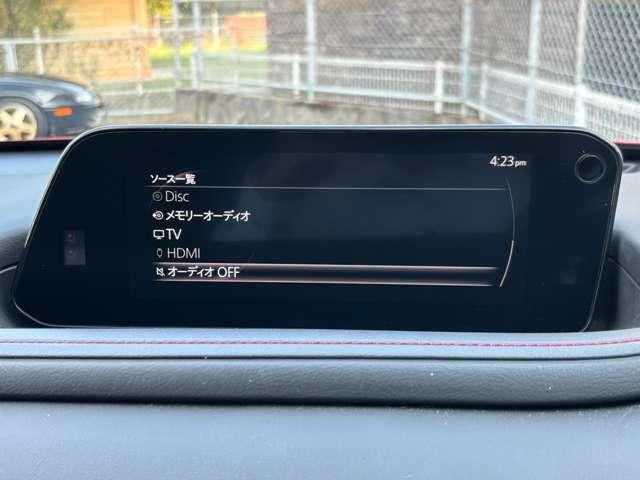 4:23pm
ソース一覧
Disc
メモリーオーディオ
TV
HDMI
オーディオ OFF